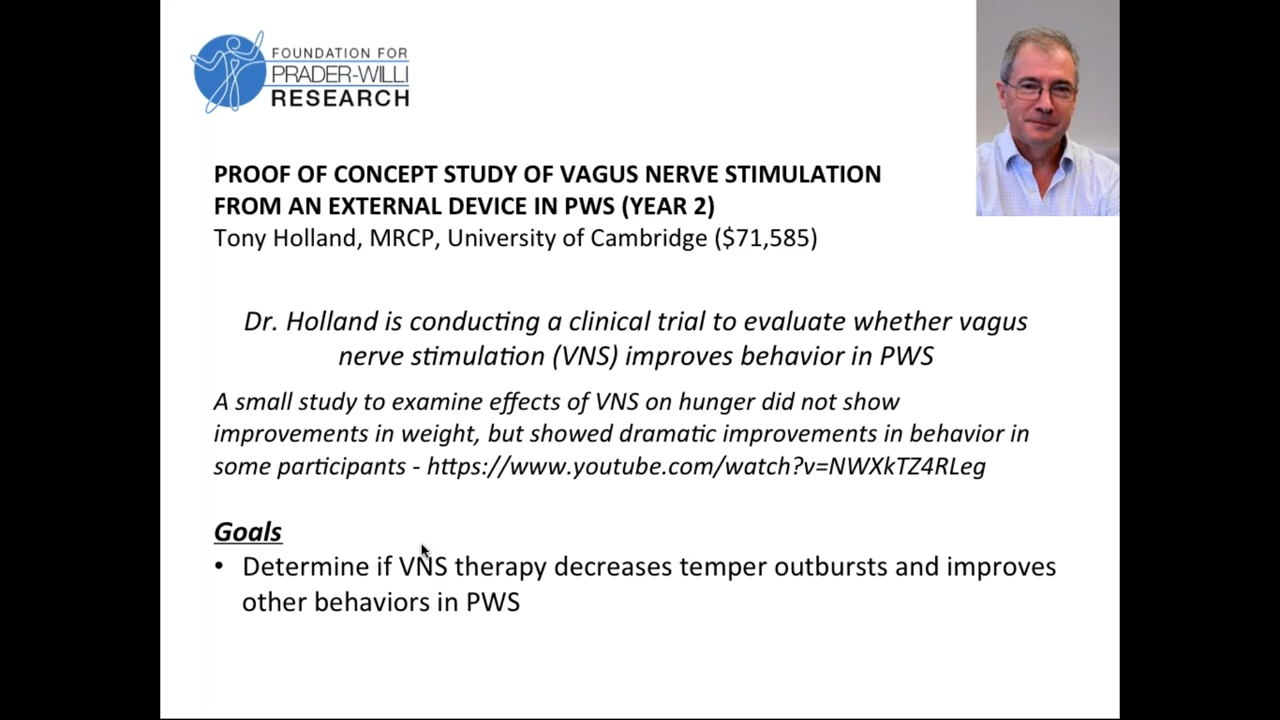 FOUNDATION FOR
PRADER-WILLI
RESEARCH
PROOF OF CONCEPT STUDY OF VAGUS NERVE STIMULATION
FROM AN EXTERNAL DEVICE IN PWS (YEAR 2)
Tony Holland, MRCP, University of Cambridge ($71,585)
Dr. Holland is conducting a clinical trial to evaluate whether vagus
nerve stimulation (VNS) improves behavior in PWS
A small study to examine effects of VNS on hunger did not show
improvements in weight, but showed dramatic improvements in behavior in
some participants - https://www.youtube.com/watch?v=NWXkTZ4RLeg
Goals
• Determine if VNS therapy decreases temper outbursts and improves
other behaviors in PWS